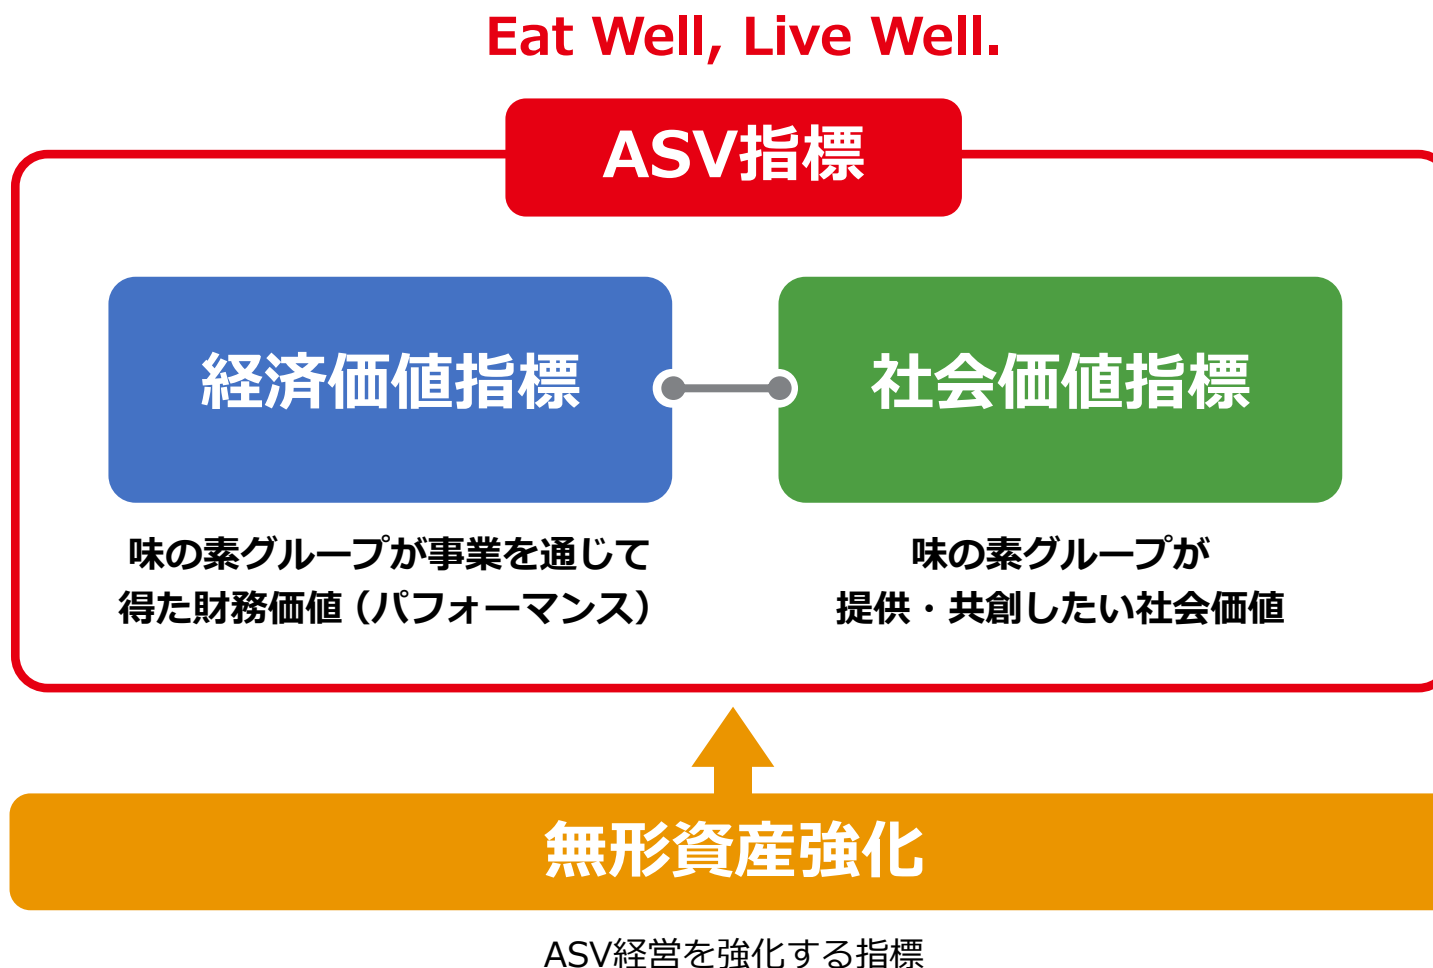 Eat Well, Live Well.
ASV指標
経済価値指標
社会価値指標
味の素グループが事業を通じて
得た財務価値（パフォーマンス）
味の素グループが
提供・共創したい社会価値
無形資産強化
ASV経営を強化する指標